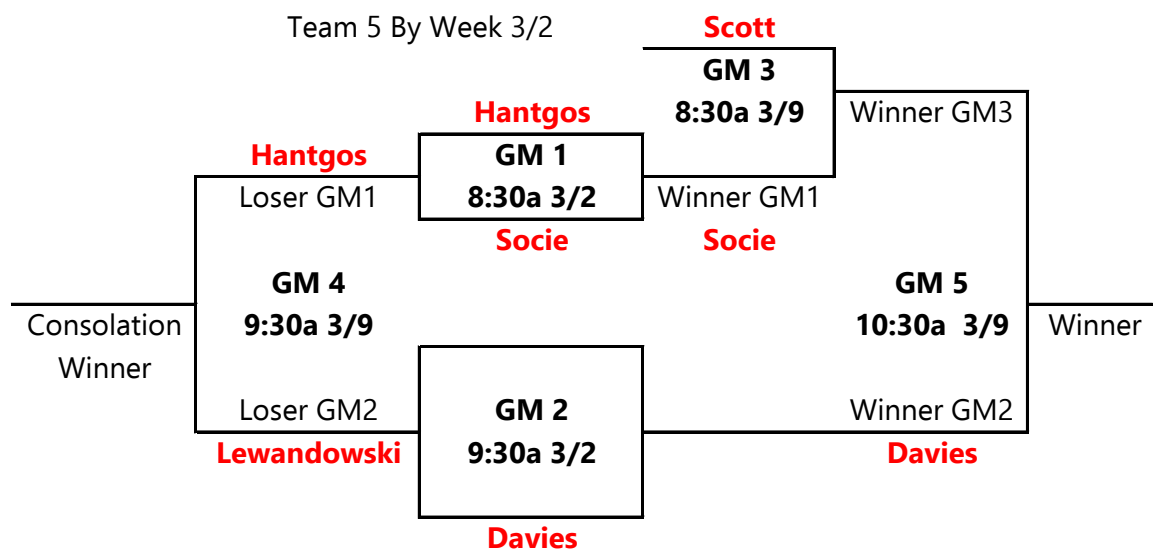 Team 5 By Week 3/2
Scott
GM 3
8:30a 3/9
Winner GM3
Hantgos
GM 1
8:30a 3/2
Socie
Hantgos
Loser GM1
Winner GM1
Socie
GM 4
9:30a 3/9
GM 5
10:30a  3/9
Consolation
Winner
Winner
Loser GM2
Lewandowski
GM 2
9:30a 3/2
Davies
Winner GM2
Davies